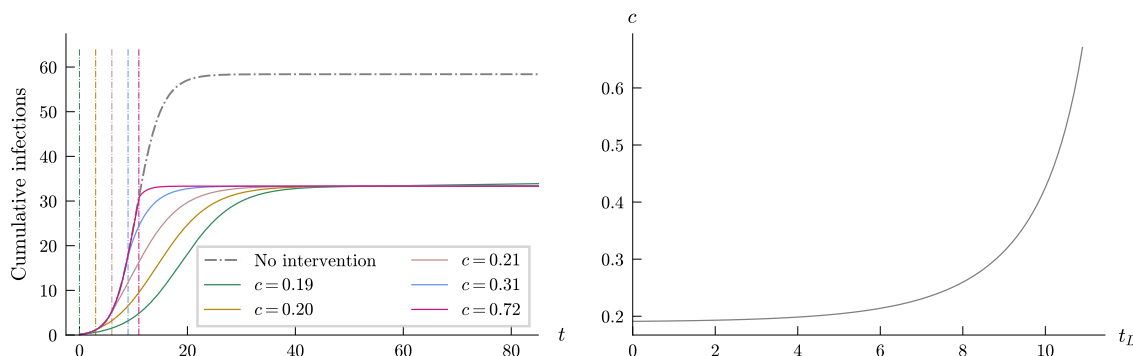 Cumulative infections
60
50
40
30
20
10
0
0
20
40
60
80
t
No intervention
c = 0.19
c = 0.20
c = 0.21
c = 0.31
c = 0.72
c
0.6
0.5
0.4
0.3
0.2
0
2
4
6
8
10
t_L